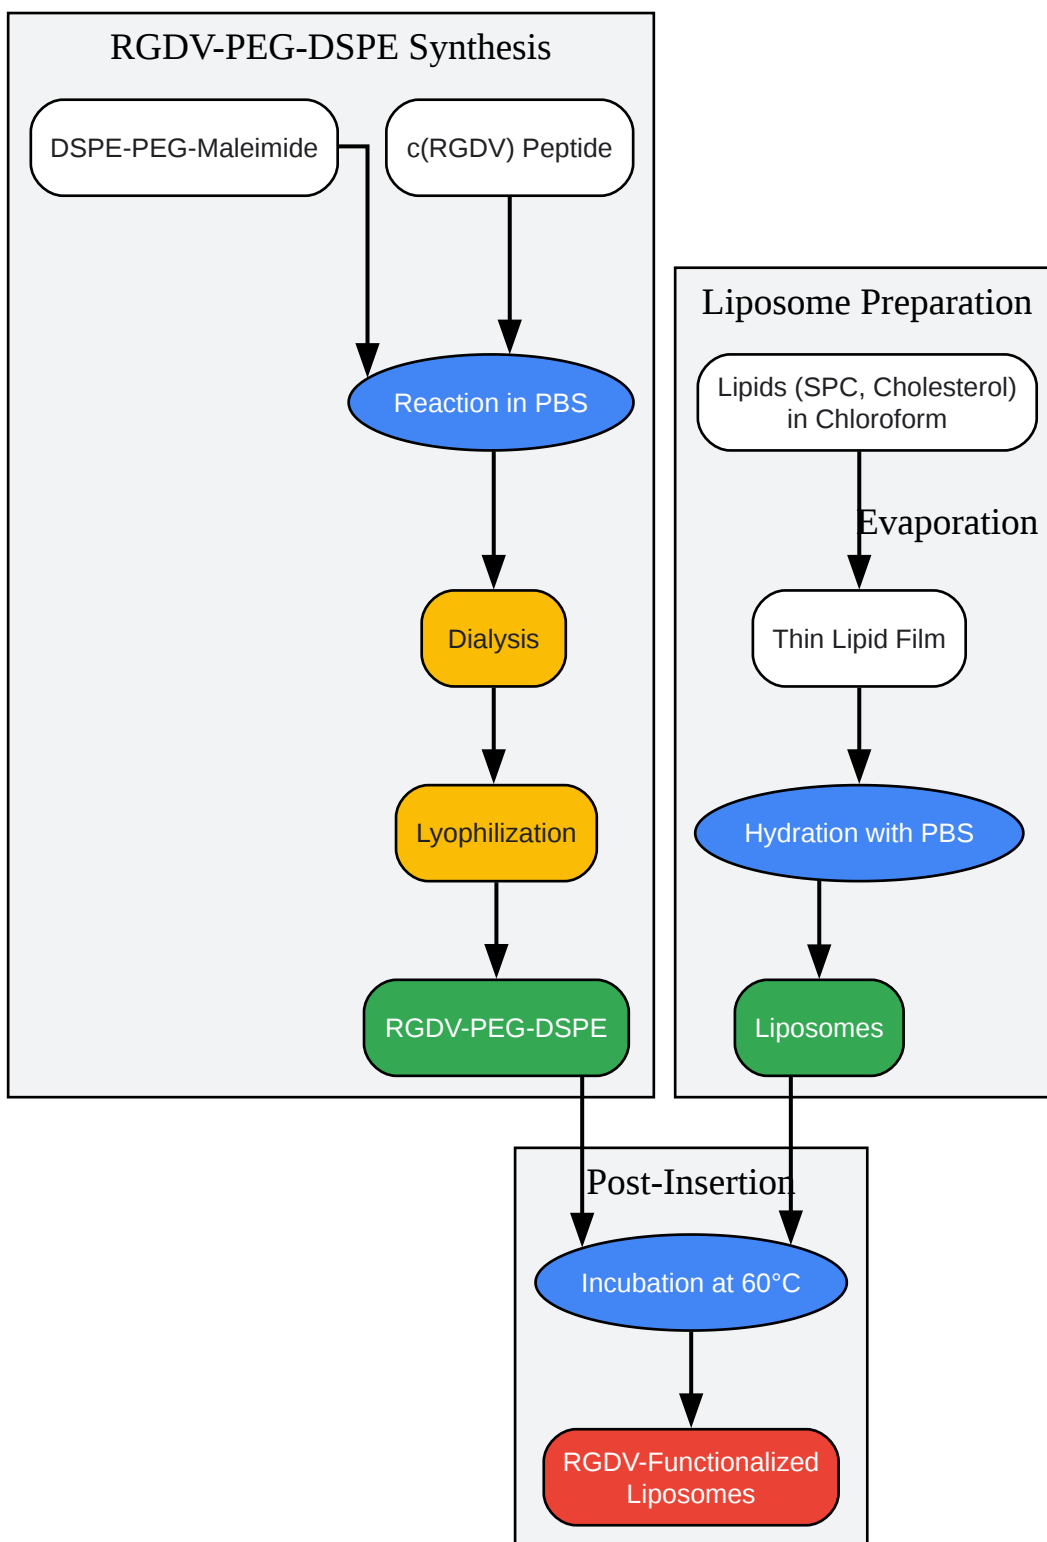 RGDV-PEG-DSPE Synthesis
DSPE-PEG-Maleimide
c(RGDV) Peptide
Reaction in PBS
Dialysis
Lyophilization
RGDV-PEG-DSPE
Liposome Preparation
Lipids (SPC, Cholesterol)
in Chloroform
Evaporation
Thin Lipid Film
Hydration with PBS
Liposomes
Post-Insertion
Incubation at 60°C
RGDV-Functionalized
Liposomes